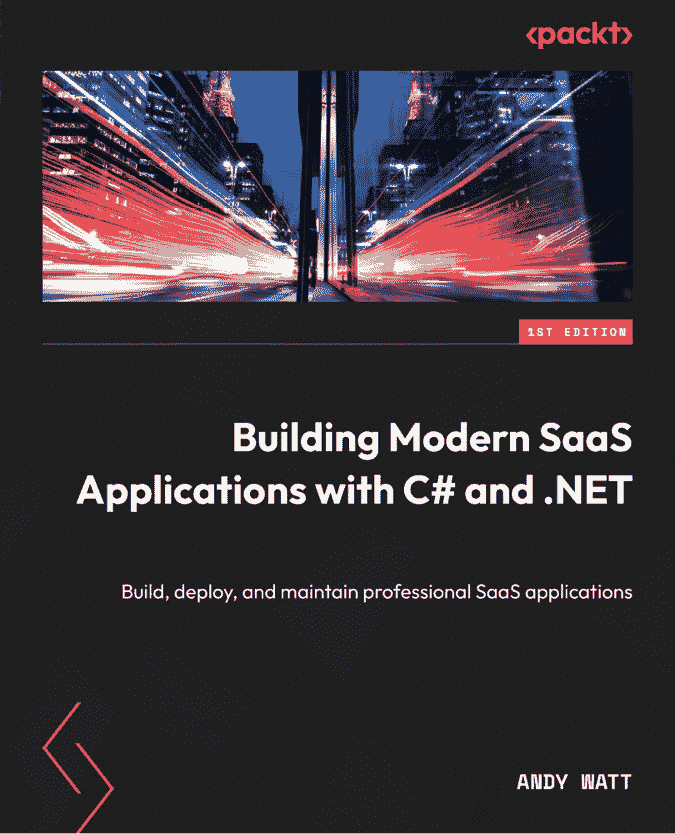 <packt>
1ST EDITION
Building Modern SaaS
Applications with C# and .NET
Build, deploy, and maintain professional SaaS applications
ANDY WATT